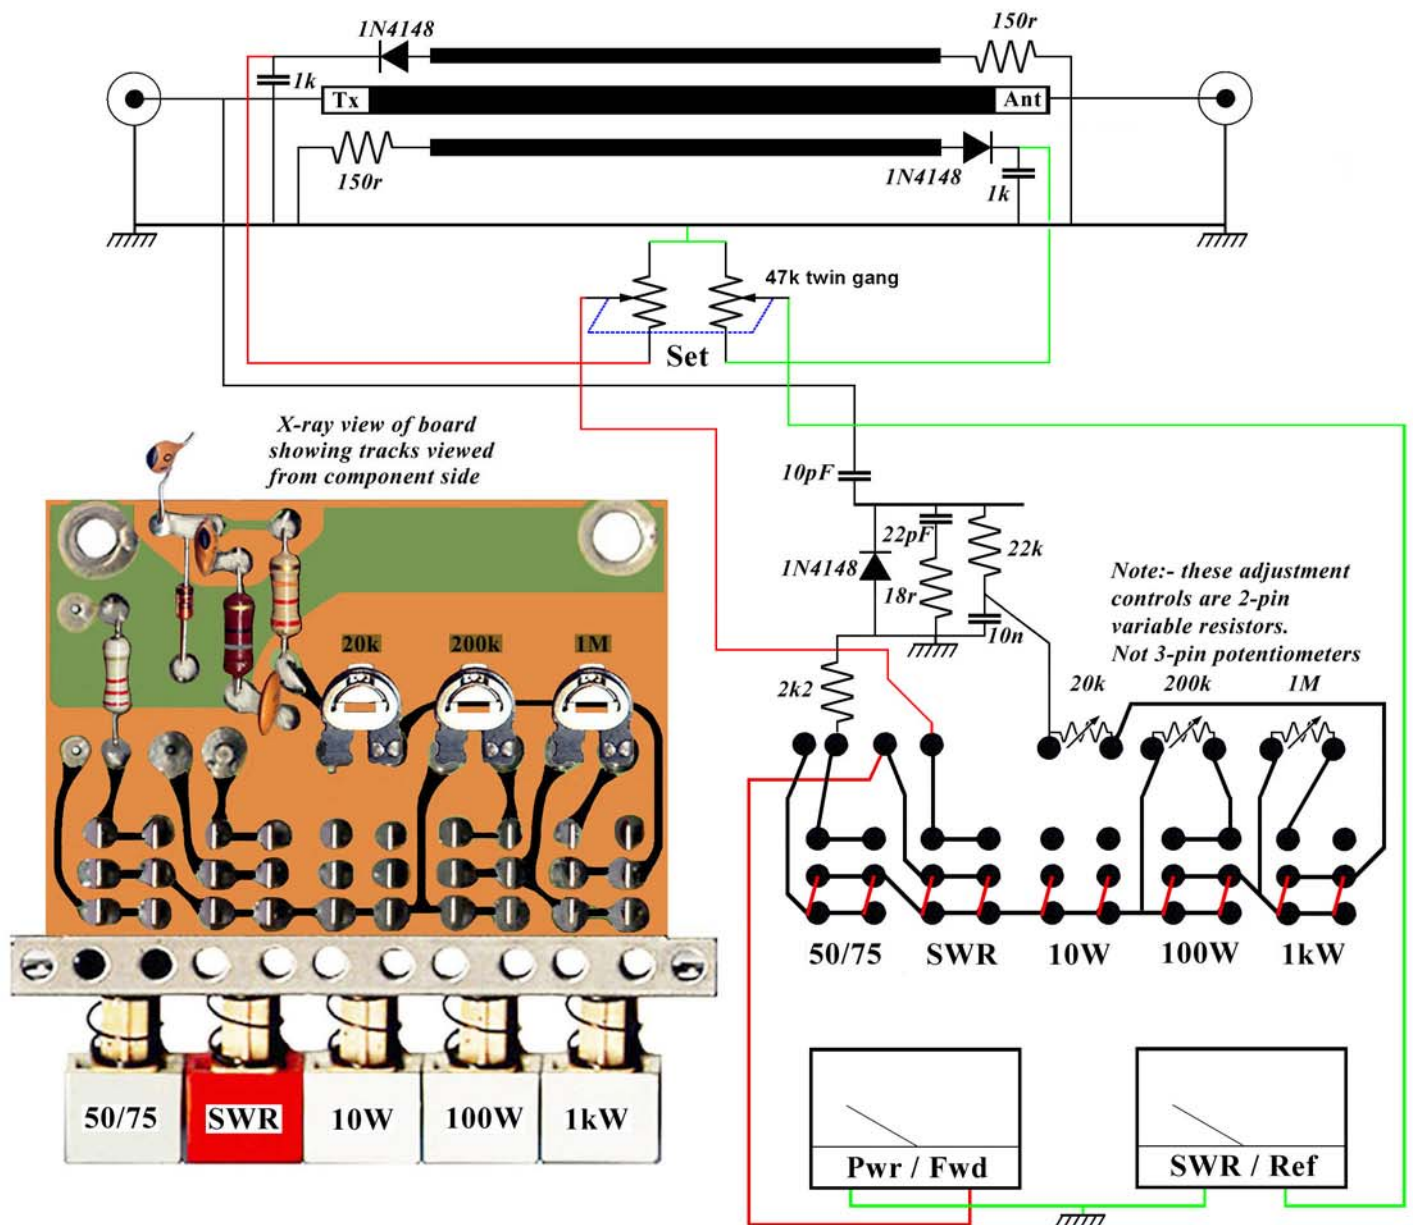 1N4148
150r
1k
Tx
Ant
150r
1N4148
1k
47k twin gang
Set
X-ray view of board
showing tracks viewed
from component side
10pF
22pF
22k
1N4148
18r
10n
2k2
Note:- these adjustment
controls are 2-pin
variable resistors.
Not 3-pin potentiometers
20k
200k
1M
20k
200k
1M
50/75
SWR
10W
100W
1kW
50/75
SWR
10W
100W
1kW
Pwr / Fwd
SWR / Ref